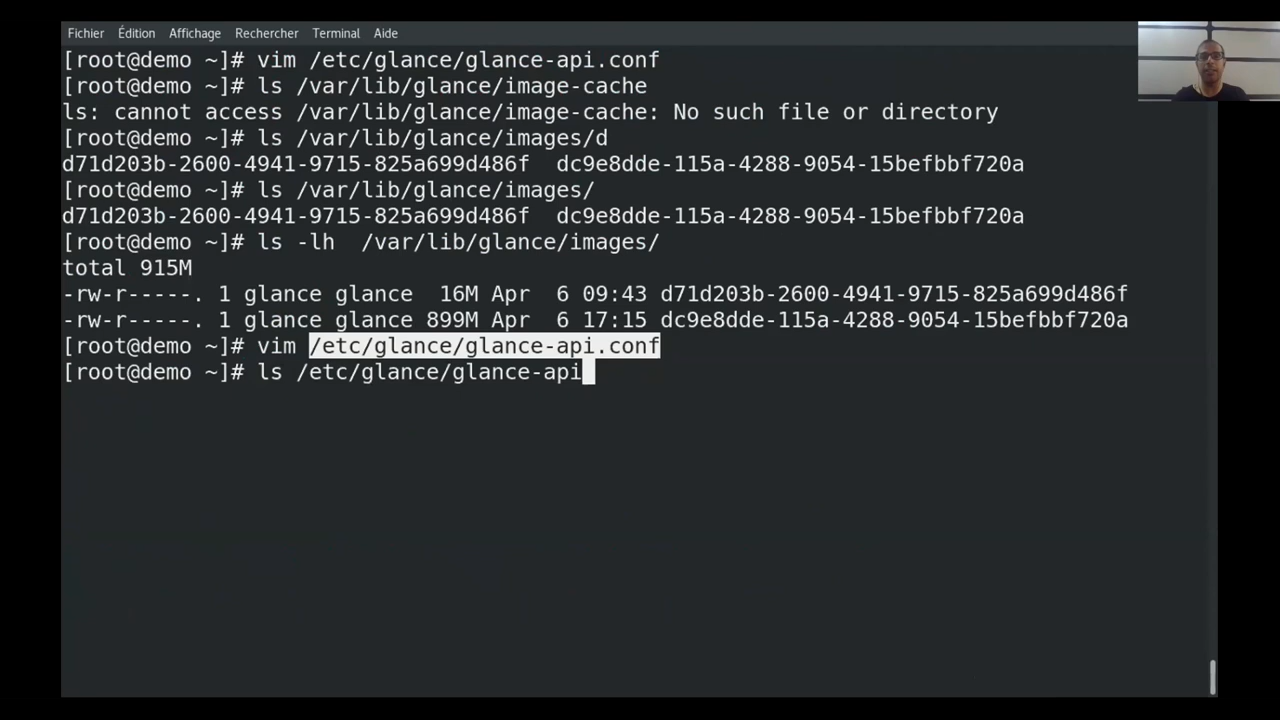 Fichier Édition Affichage Rechercher Terminal Aide
[root@demo ~]# vim /etc/glance/glance-api.conf
[root@demo ~]# ls /var/lib/glance/image-cache
ls: cannot access /var/lib/glance/image-cache: No such file or directory
[root@demo ~]# ls /var/lib/glance/images/d
d71d203b-2600-4941-9715-825a699d486f  dc9e8dde-115a-4288-9054-15befbbf720a
[root@demo ~]# ls /var/lib/glance/images/
d71d203b-2600-4941-9715-825a699d486f  dc9e8dde-115a-4288-9054-15befbbf720a
[root@demo ~]# ls -lh  /var/lib/glance/images/
total 915M
-rw-r-----. 1 glance glance  16M Apr  6 09:43 d71d203b-2600-4941-9715-825a699d486f
-rw-r-----. 1 glance glance 899M Apr  6 17:15 dc9e8dde-115a-4288-9054-15befbbf720a
[root@demo ~]# vim /etc/glance/glance-api.conf
[root@demo ~]# ls /etc/glance/glance-api